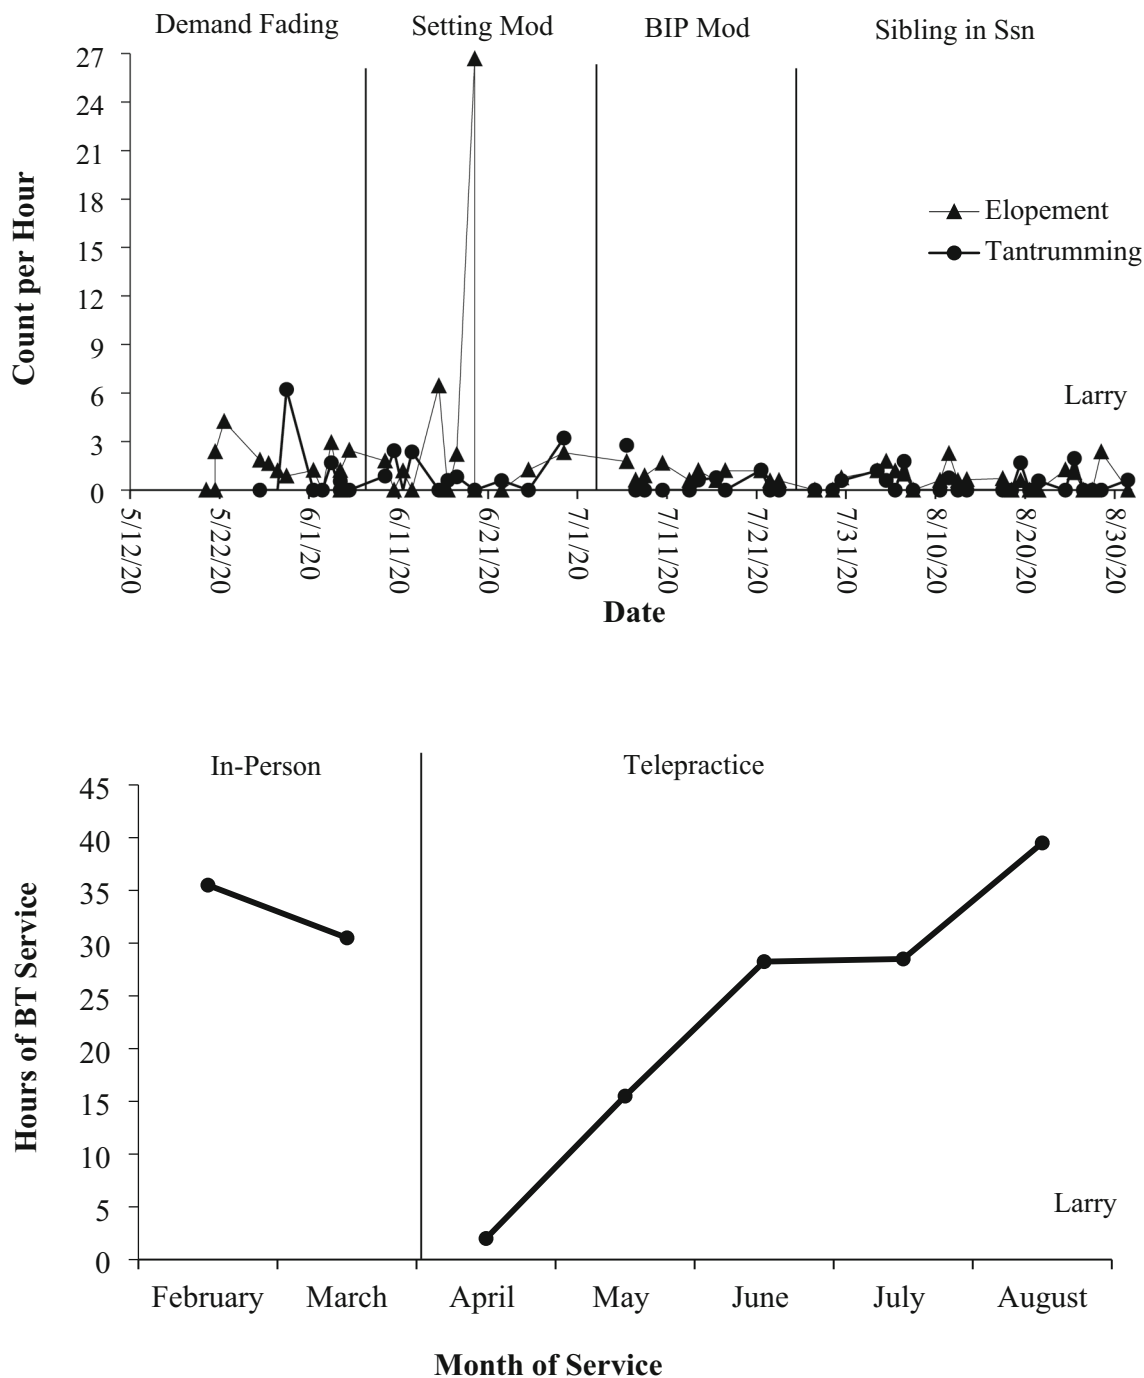 Demand Fading Setting Mod BIP Mod Sibling in Ssn
27
24
21
18
15
12
9
6
3
0
Count per Hour
Elopement
Tantrumming
Larry
5/12/20 5/22/20 6/1/20 6/11/20 6/21/20 7/1/20 7/11/20 7/21/20 7/31/20 8/10/20 8/20/20 8/30/20
Date
In-Person Telepractice
45
40
35
30
25
20
15
10
5
0
Hours of BT Service
Larry
February March April May June July August
Month of Service